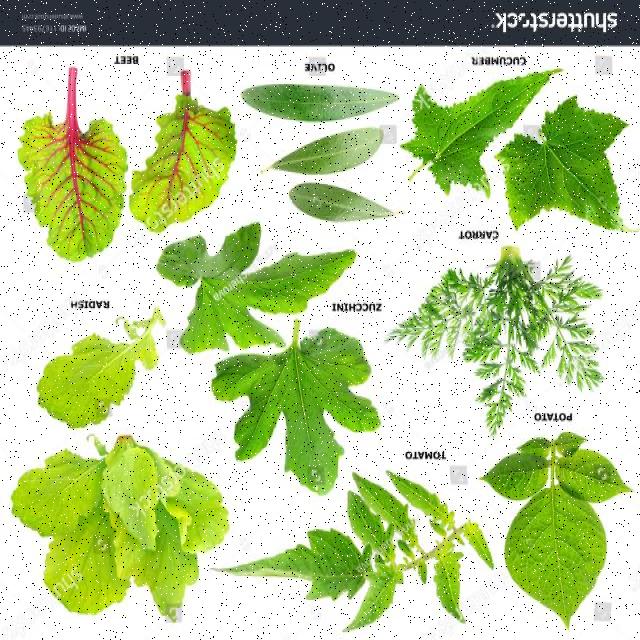 POTATO
TOMATO
CARROT
ZUCCHINI
RADISH
CUCUMBER
OLIVE
BEET
shutterstock